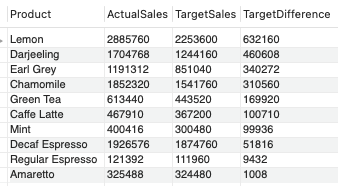 Product ActualSales TargetSales TargetDifference
Lemon 2885760 2253600 632160
Darjeeling 1704768 1244160 460608
Earl Grey 1191312 851040 340272
Chamomile 1852320 1541760 310560
Green Tea 613440 443520 169920
Caffe Latte 467910 367200 100710
Mint 400416 300480 99936
Decaf Espresso 1926576 1874760 51816
Regular Espresso 121392 111960 9432
Amaretto 325488 324480 1008